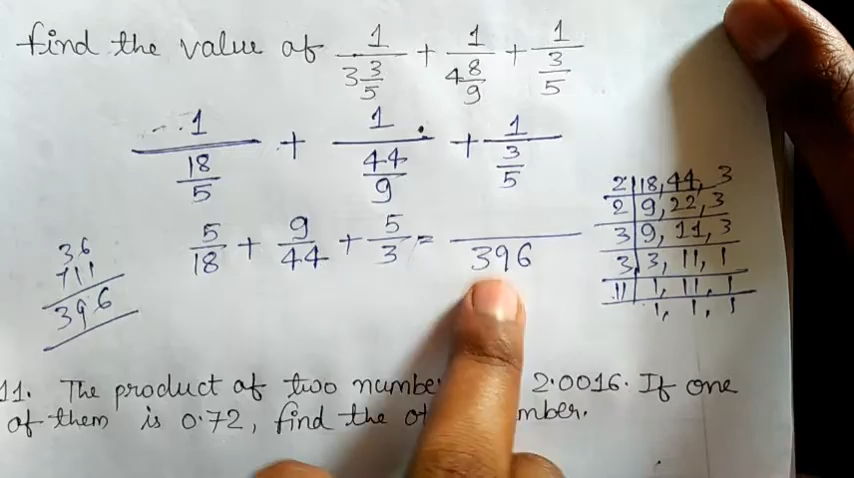 find the value of 1/(3 3/5) + 1/(4 8/9) + 1/(3/5)
1/(18/5) + 1/(44/9) + 1/(3/5)
5/18 + 9/44 + 5/3 = /396
36
11
396
2 | 18, 44, 3
2 | 9, 22, 3
3 | 9, 11, 3
3 | 3, 11, 1
11 | 1, 11, 1
1, 1, 1
11. The product of two numbe 2.0016. If one
of them is 0.72, find the ot mber.